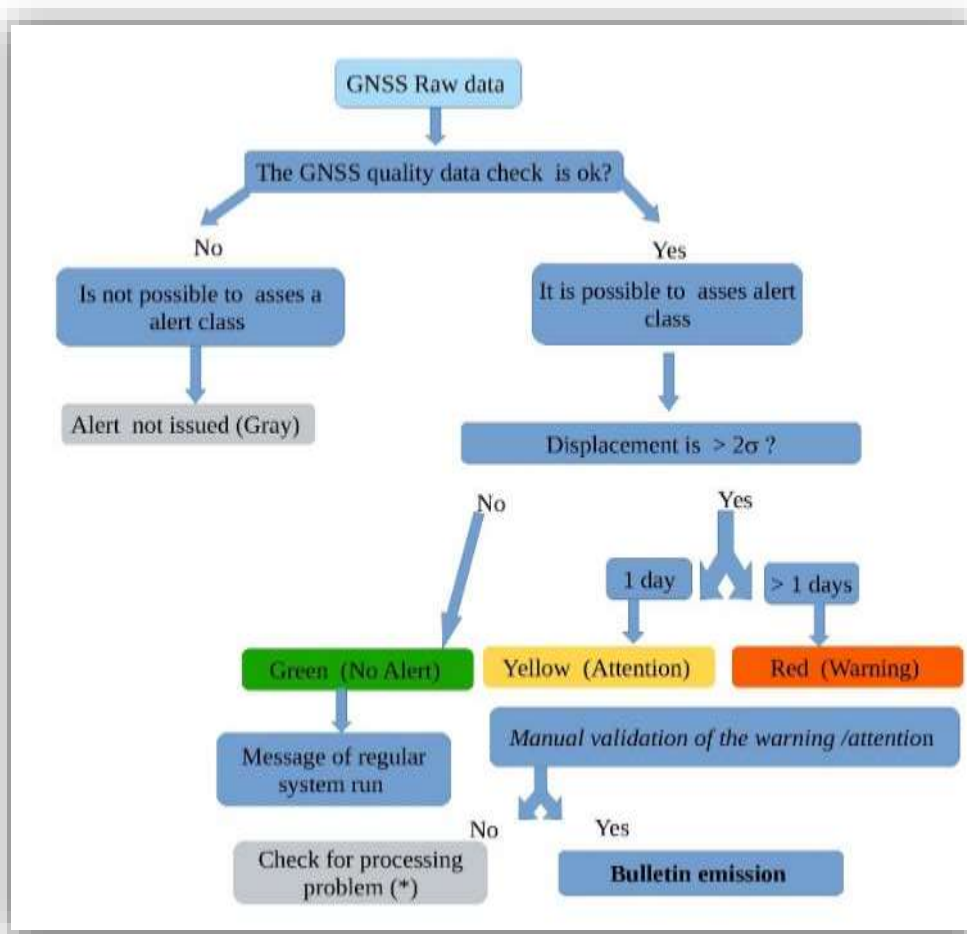 GNSS Raw data
The GNSS quality data check is ok?
No
Yes
Is not possible to asses a
alert class
It is possible to asses alert
class
Alert not issued (Gray)
Displacement is > 2σ ?
No
Yes
1 day
> 1 days
Green (No Alert)
Yellow (Attention)
Red (Warning)
Message of regular
system run
Manual validation of the warning /attention
No
Yes
Check for processing
problem (*)
Bulletin emission